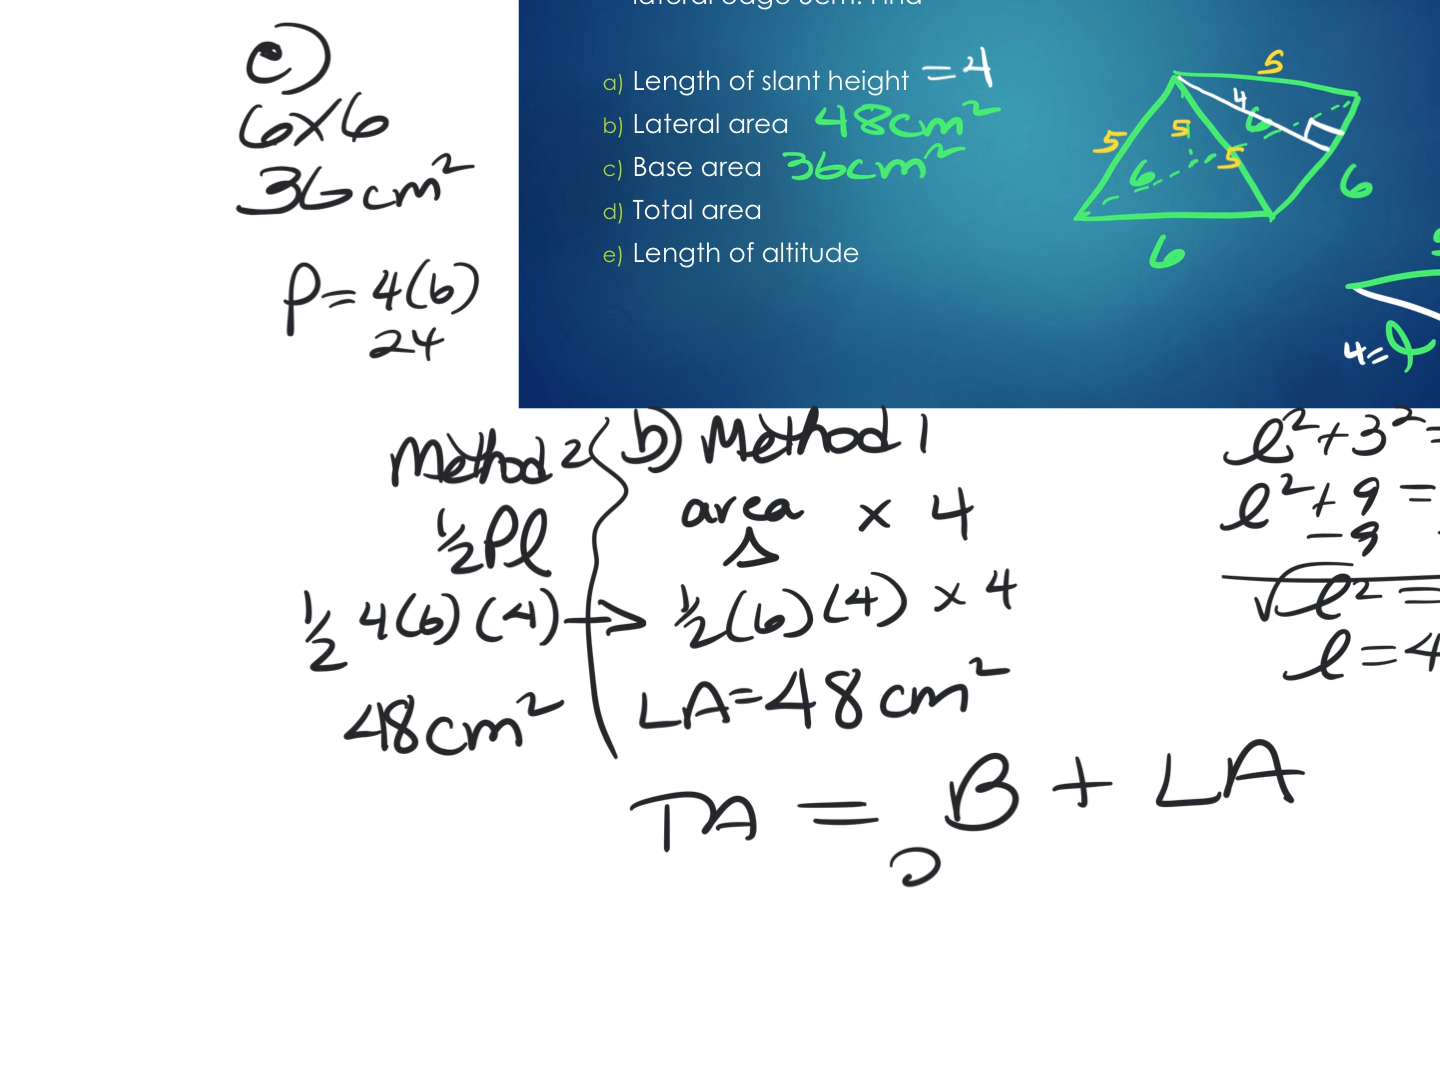 e)
6x6
36cm²
P=4(6)
24
a) Length of slant height =4
b) Lateral area 48cm²
c) Base area 36cm²
d) Total area
e) Length of altitude
5
4
6
5
5
5
6
6
6
4=l
Method 2
½Pl
½ 4(6)(4)
48cm²
b) Method 1
area x 4
Δ
½(6)(4) x 4
LA=48cm²
l²+3²=
l²+9=
-9
√l²=
l=4
TA = B + LA